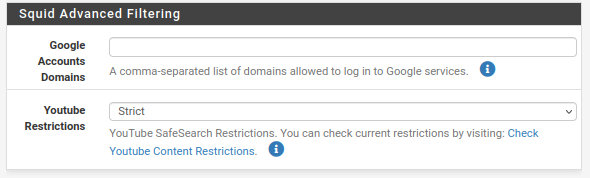 Squid Advanced Filtering
Google
Accounts
Domains
A comma-separated list of domains allowed to log in to Google services.
Youtube
Restrictions
Strict
YouTube SafeSearch Restrictions. You can check current restrictions by visiting: Check
Youtube Content Restrictions.